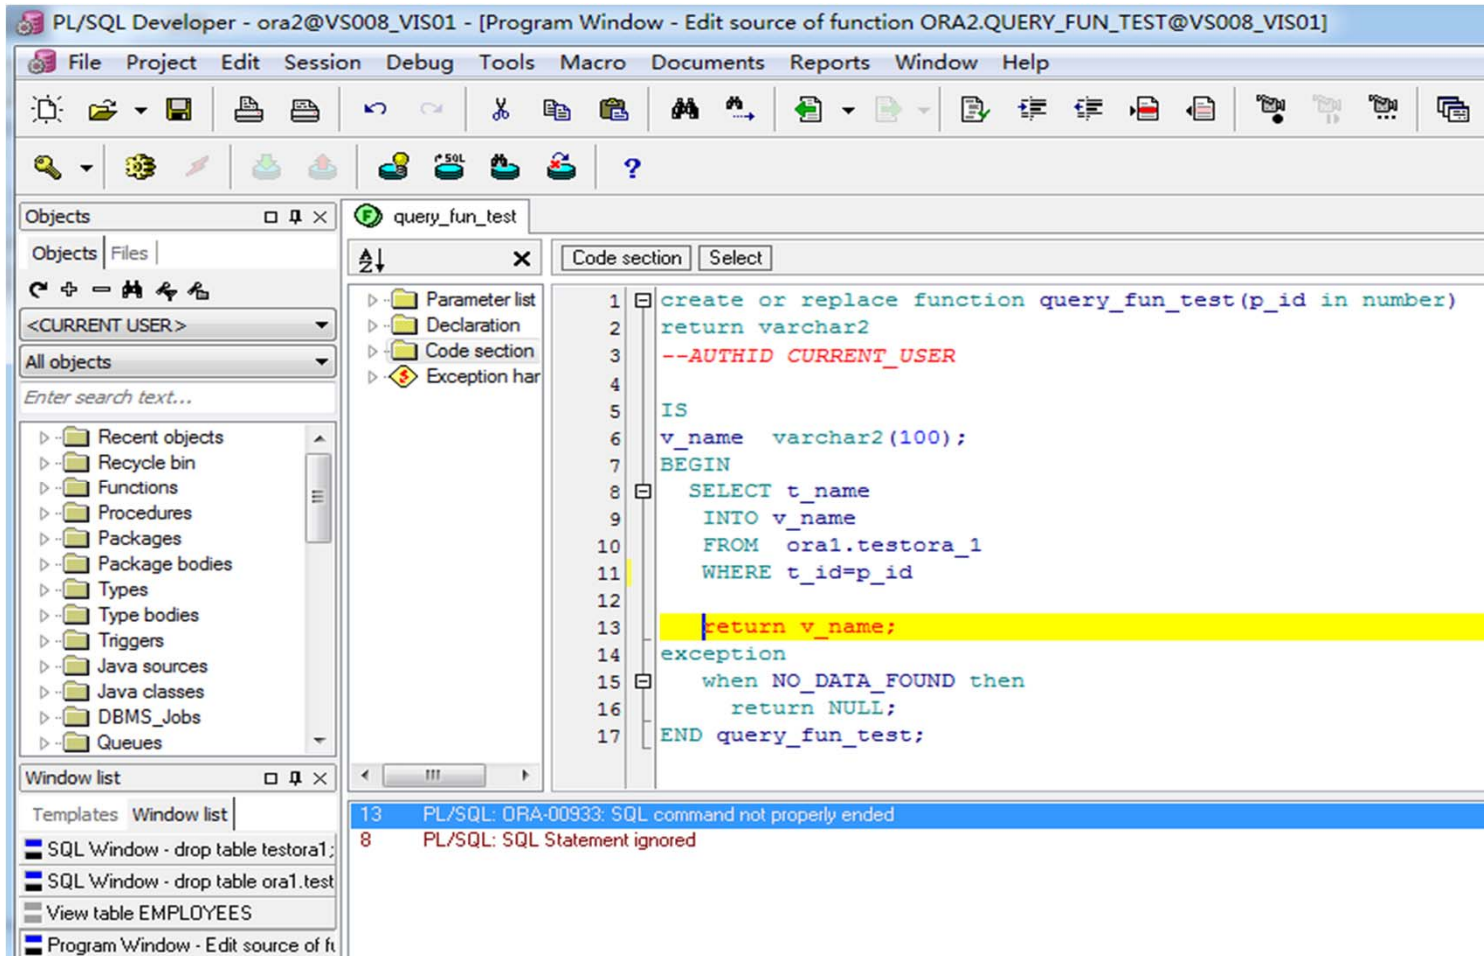 PL/SQL Developer - ora2@VS008_VIS01 - [Program Window - Edit source of function ORA2.QUERY_FUN_TEST@VS008_VIS01]
File Project Edit Session Debug Tools Macro Documents Reports Window Help
Objects
query_fun_test
Objects Files
Code section Select
<CURRENT USER>
All objects
Enter search text...
Recent objects
Recycle bin
Functions
Procedures
Packages
Package bodies
Types
Type bodies
Triggers
Java sources
Java classes
DBMS_Jobs
Queues
Parameter list
Declaration
Code section
Exception har
1 create or replace function query_fun_test(p_id in number)
2 return varchar2
3 --AUTHID CURRENT_USER
4
5 IS
6 v_name  varchar2(100);
7 BEGIN
8 SELECT t_name
9 INTO v_name
10 FROM  ora1.testora_1
11 WHERE t_id=p_id
12
13 return v_name;
14 exception
15 when NO_DATA_FOUND then
16 return NULL;
17 END query_fun_test;
Window list
Templates Window list
SQL Window - drop table testora1;
SQL Window - drop table ora1.test
View table EMPLOYEES
Program Window - Edit source of fu
13 PL/SQL: ORA-00933: SQL command not properly ended
8 PL/SQL: SQL Statement ignored